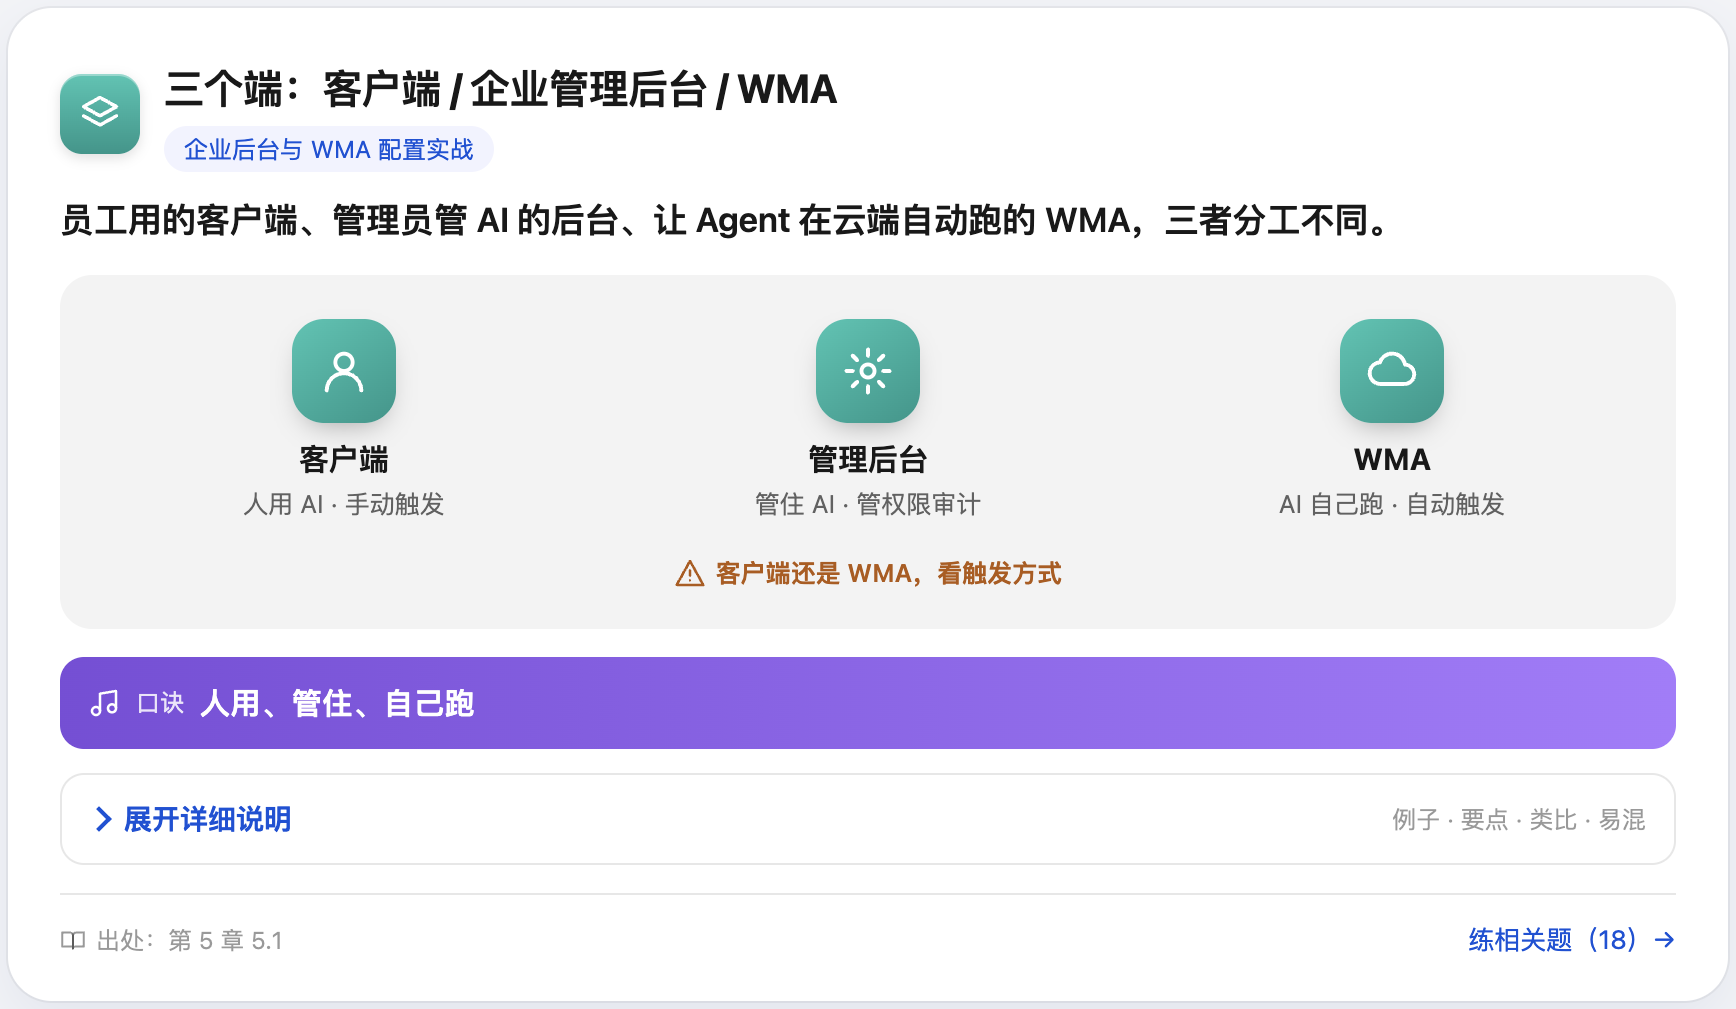 三个端：客户端 / 企业管理后台 / WMA
企业后台与 WMA 配置实战
员工用的客户端、管理员管 AI 的后台、让 Agent 在云端自动跑的 WMA，三者分工不同。
客户端
人用 AI · 手动触发
管理后台
管住 AI · 管权限审计
WMA
AI 自己跑 · 自动触发
客户端还是 WMA，看触发方式
口诀 人用、管住、自己跑
展开详细说明
例子 · 要点 · 类比 · 易混
出处：第 5 章 5.1
练相关题（18）→